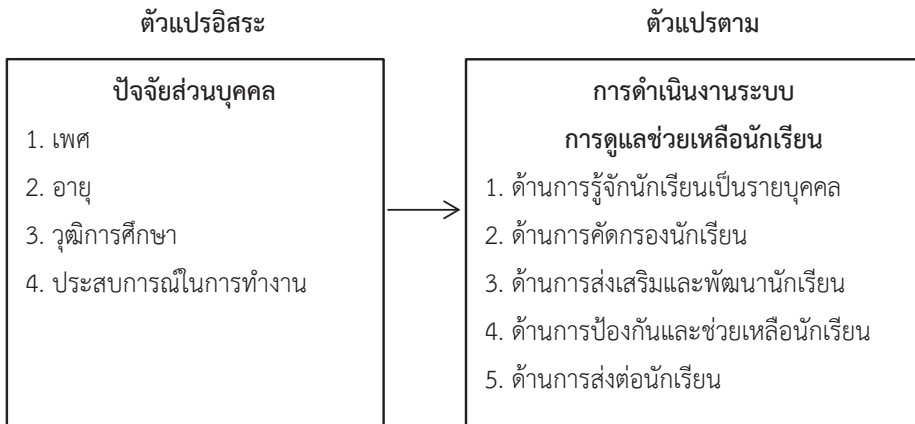 ตัวแปรอิสระ
ปัจจัยส่วนบุคคล
1. เพศ
2. อายุ
3. วุฒิการศึกษา
4. ประสบการณ์ในการทำงาน
ตัวแปรตาม
การดำเนินงานระบบ
การดูแลช่วยเหลือนักเรียน
1. ด้านการรู้จักนักเรียนเป็นรายบุคคล
2. ด้านการคัดกรองนักเรียน
3. ด้านการส่งเสริมและพัฒนานักเรียน
4. ด้านการป้องกันและช่วยเหลือนักเรียน
5. ด้านการส่งต่อนักเรียน